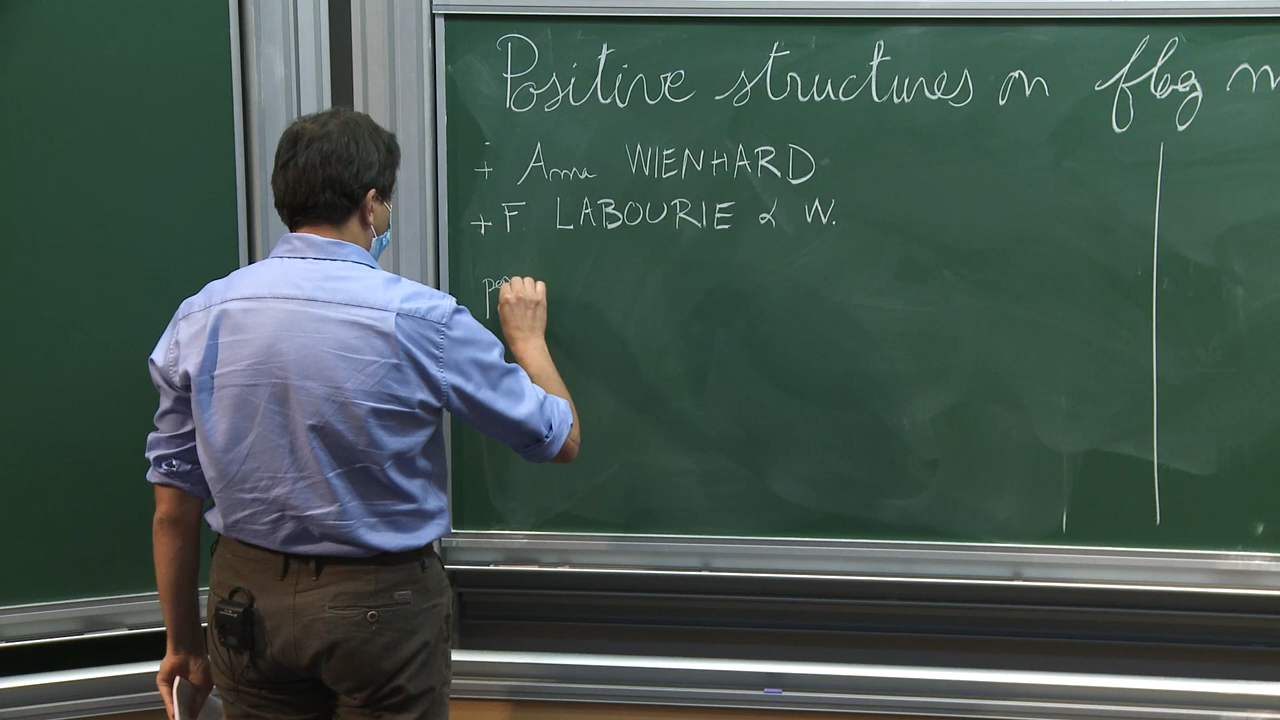 Positive structures on flag m
+ Anna WIENHARD
+ F. LABOURIE & W.